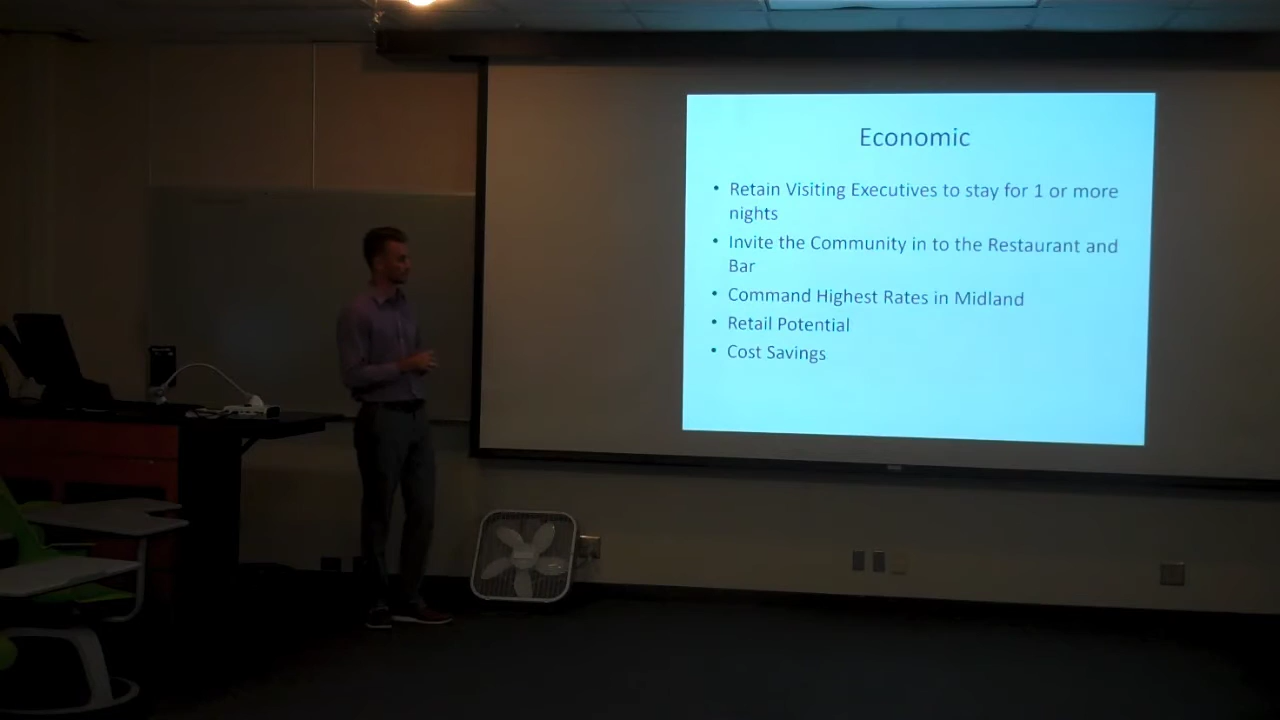 Economic
• Retain Visiting Executives to stay for 1 or more
nights
• Invite the Community in to the Restaurant and
Bar
• Command Highest Rates in Midland
• Retail Potential
• Cost Savings